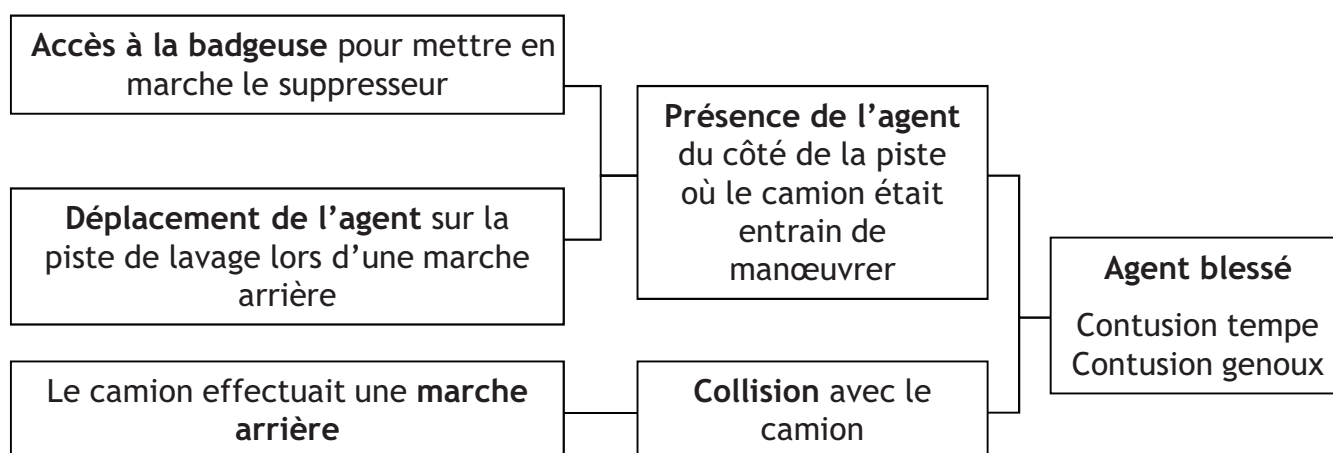 Accès à la badgeuse pour mettre en
marche le suppresseur
Déplacement de l’agent sur la
piste de lavage lors d’une marche
arrière
Le camion effectuait une marche
arrière
Présence de l’agent
du côté de la piste
où le camion était
entrain de
manœuvrer
Collision avec le
camion
Agent blessé
Contusion tempe
Contusion genoux